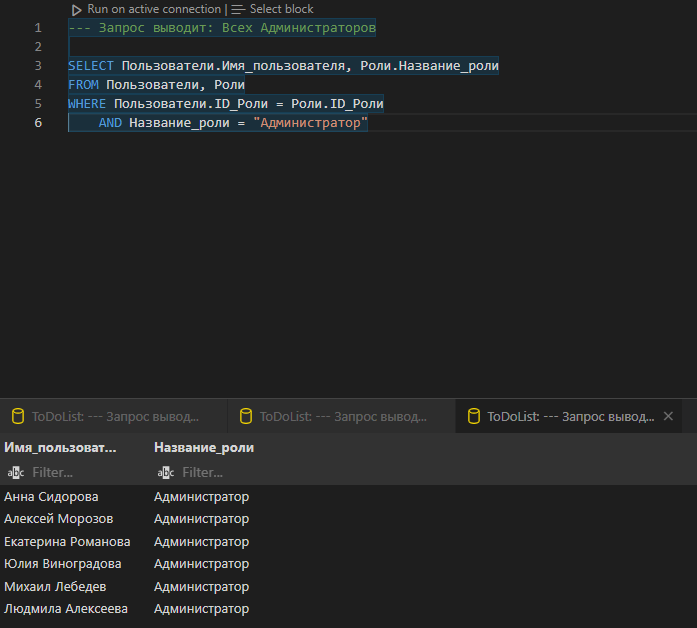 Run on active connection | Select block
1 --- Запрос выводит: Всех Администраторов
2
3 SELECT Пользователи.Имя_пользователя, Роли.Название_роли
4 FROM Пользователи, Роли
5 WHERE Пользователи.ID_Роли = Роли.ID_Роли
6 AND Название_роли = "Администратор"
ToDoList: --- Запрос вывод... ToDoList: --- Запрос вывод... ToDoList: --- Запрос вывод...
Имя_пользоват... Название_роли
abc Filter... abc Filter...
Анна Сидорова Администратор
Алексей Морозов Администратор
Екатерина Романова Администратор
Юлия Виноградова Администратор
Михаил Лебедев Администратор
Людмила Алексеева Администратор